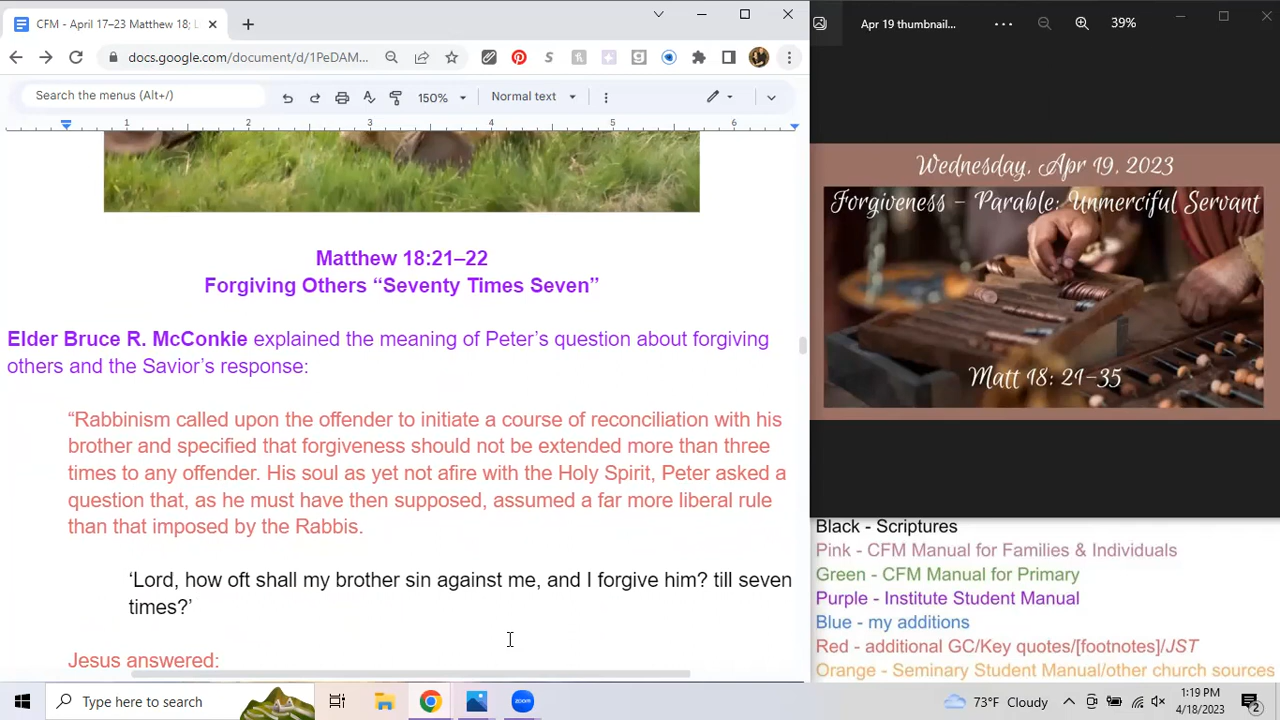 CFM - April 17–23 Matthew 18; L
Apr 19 thumbnail...
39%
docs.google.com/document/d/1PeDAM...
Search the menus (Alt+/)
150%
Normal text
1 2 3 4 5 6
Matthew 18:21–22
Forgiving Others “Seventy Times Seven”
Elder Bruce R. McConkie explained the meaning of Peter’s question about forgiving
others and the Savior’s response:
“Rabbinism called upon the offender to initiate a course of reconciliation with his
brother and specified that forgiveness should not be extended more than three
times to any offender. His soul as yet not afire with the Holy Spirit, Peter asked a
question that, as he must have then supposed, assumed a far more liberal rule
than that imposed by the Rabbis.
‘Lord, how oft shall my brother sin against me, and I forgive him? till seven
times?’
Jesus answered:
Wednesday, Apr 19, 2023
Forgiveness – Parable: Unmerciful Servant
Matt 18: 21-35
Black - Scriptures
Pink - CFM Manual for Families & Individuals
Green - CFM Manual for Primary
Purple - Institute Student Manual
Blue - my additions
Red - additional GC/Key quotes/[footnotes]/JST
Orange - Seminary Student Manual/other church sources
Type here to search
zoom
73°F Cloudy
1:19 PM
4/18/2023
2